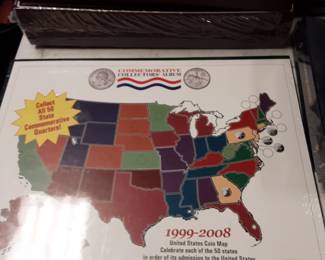 COMMEMORATIVE
COLLECTORS' ALBUM
Collect
All 50
State
Commemorative
Quarters!
1999-2008
United States Coin Map
Celebrate each of the 50 states
in order of its admission to the United States